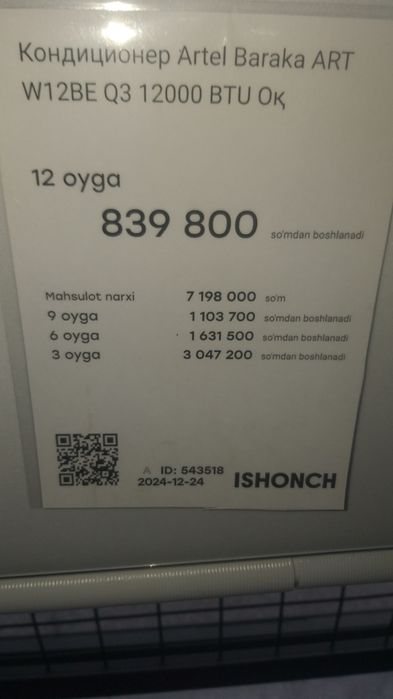 Кондиционер Artel Baraka ART
W12BE Q3 12000 BTU Оқ
12 oyga
839 800 so'mdan boshlanadi
Mahsulot narxi 7 198 000 so'm
9 oyga 1 103 700 so'mdan boshlanadi
6 oyga 1 631 500 so'mdan boshlanadi
3 oyga 3 047 200 so'mdan boshlanadi
A ID: 543518
2024-12-24 ISHONCH